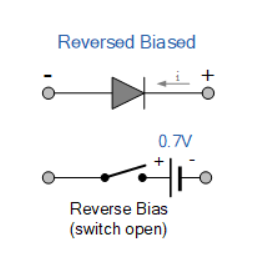 Reversed Biased
- i +
0.7V
+ -
Reverse Bias
(switch open)